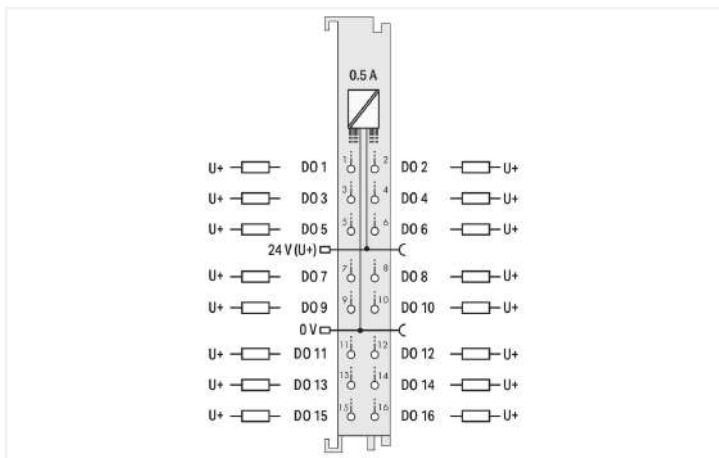 0.5 A
U+ DO 1 1 2 DO 2 U+
U+ DO 3 3 4 DO 4 U+
U+ DO 5 5 6 DO 6 U+
24 V (U+)
U+ DO 7 7 8 DO 8 U+
U+ DO 9 9 10 DO 10 U+
0 V
U+ DO 11 11 12 DO 12 U+
U+ DO 13 13 14 DO 14 U+
U+ DO 15 15 16 DO 16 U+